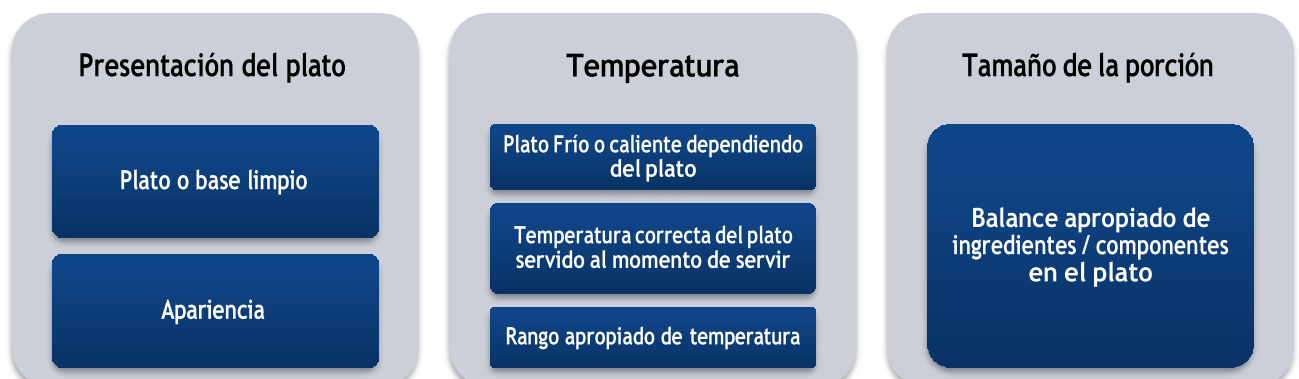 Presentación del plato
Plato o base limpio
Apariencia
Temperatura
Plato Frío o caliente dependiendo
del plato
Temperatura correcta del plato
servido al momento de servir
Rango apropiado de temperatura
Tamaño de la porción
Balance apropiado de
ingredientes / componentes
en el plato